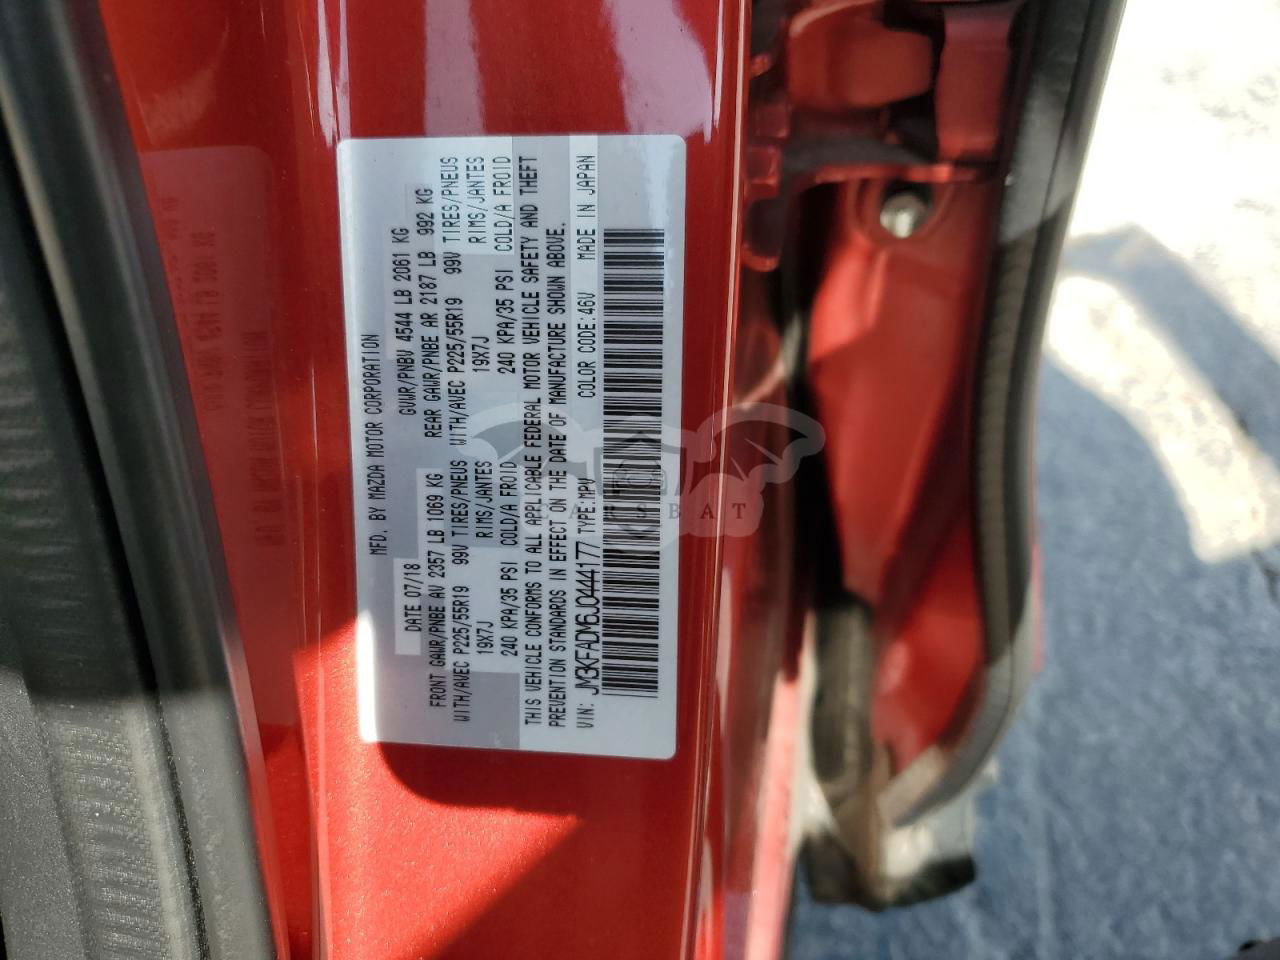 MFD. BY MAZDA MOTOR CORPORATION
DATE 07/18 GVWR/PNBV 4544 LB 2061 KG
FRONT GAWR/PNBE AV 2357 LB 1069 KG REAR GAWR/PNBE AR 2187 LB 992 KG
WITH/AVEC P225/55R19 99V TIRES/PNEUS WITH/AVEC P225/55R19 99V TIRES/PNEUS
19X7J RIMS/JANTES 19X7J RIMS/JANTES
240 KPA/35 PSI COLD/A FROID 240 KPA/35 PSI COLD/A FROID
THIS VEHICLE CONFORMS TO ALL APPLICABLE FEDERAL MOTOR VEHICLE SAFETY AND THEFT
PREVENTION STANDARDS IN EFFECT ON THE DATE OF MANUFACTURE SHOWN ABOVE.
VIN: JM3KFADM6J0444177 TYPE:MPV COLOR CODE:46V MADE IN JAPAN
CARSBAT